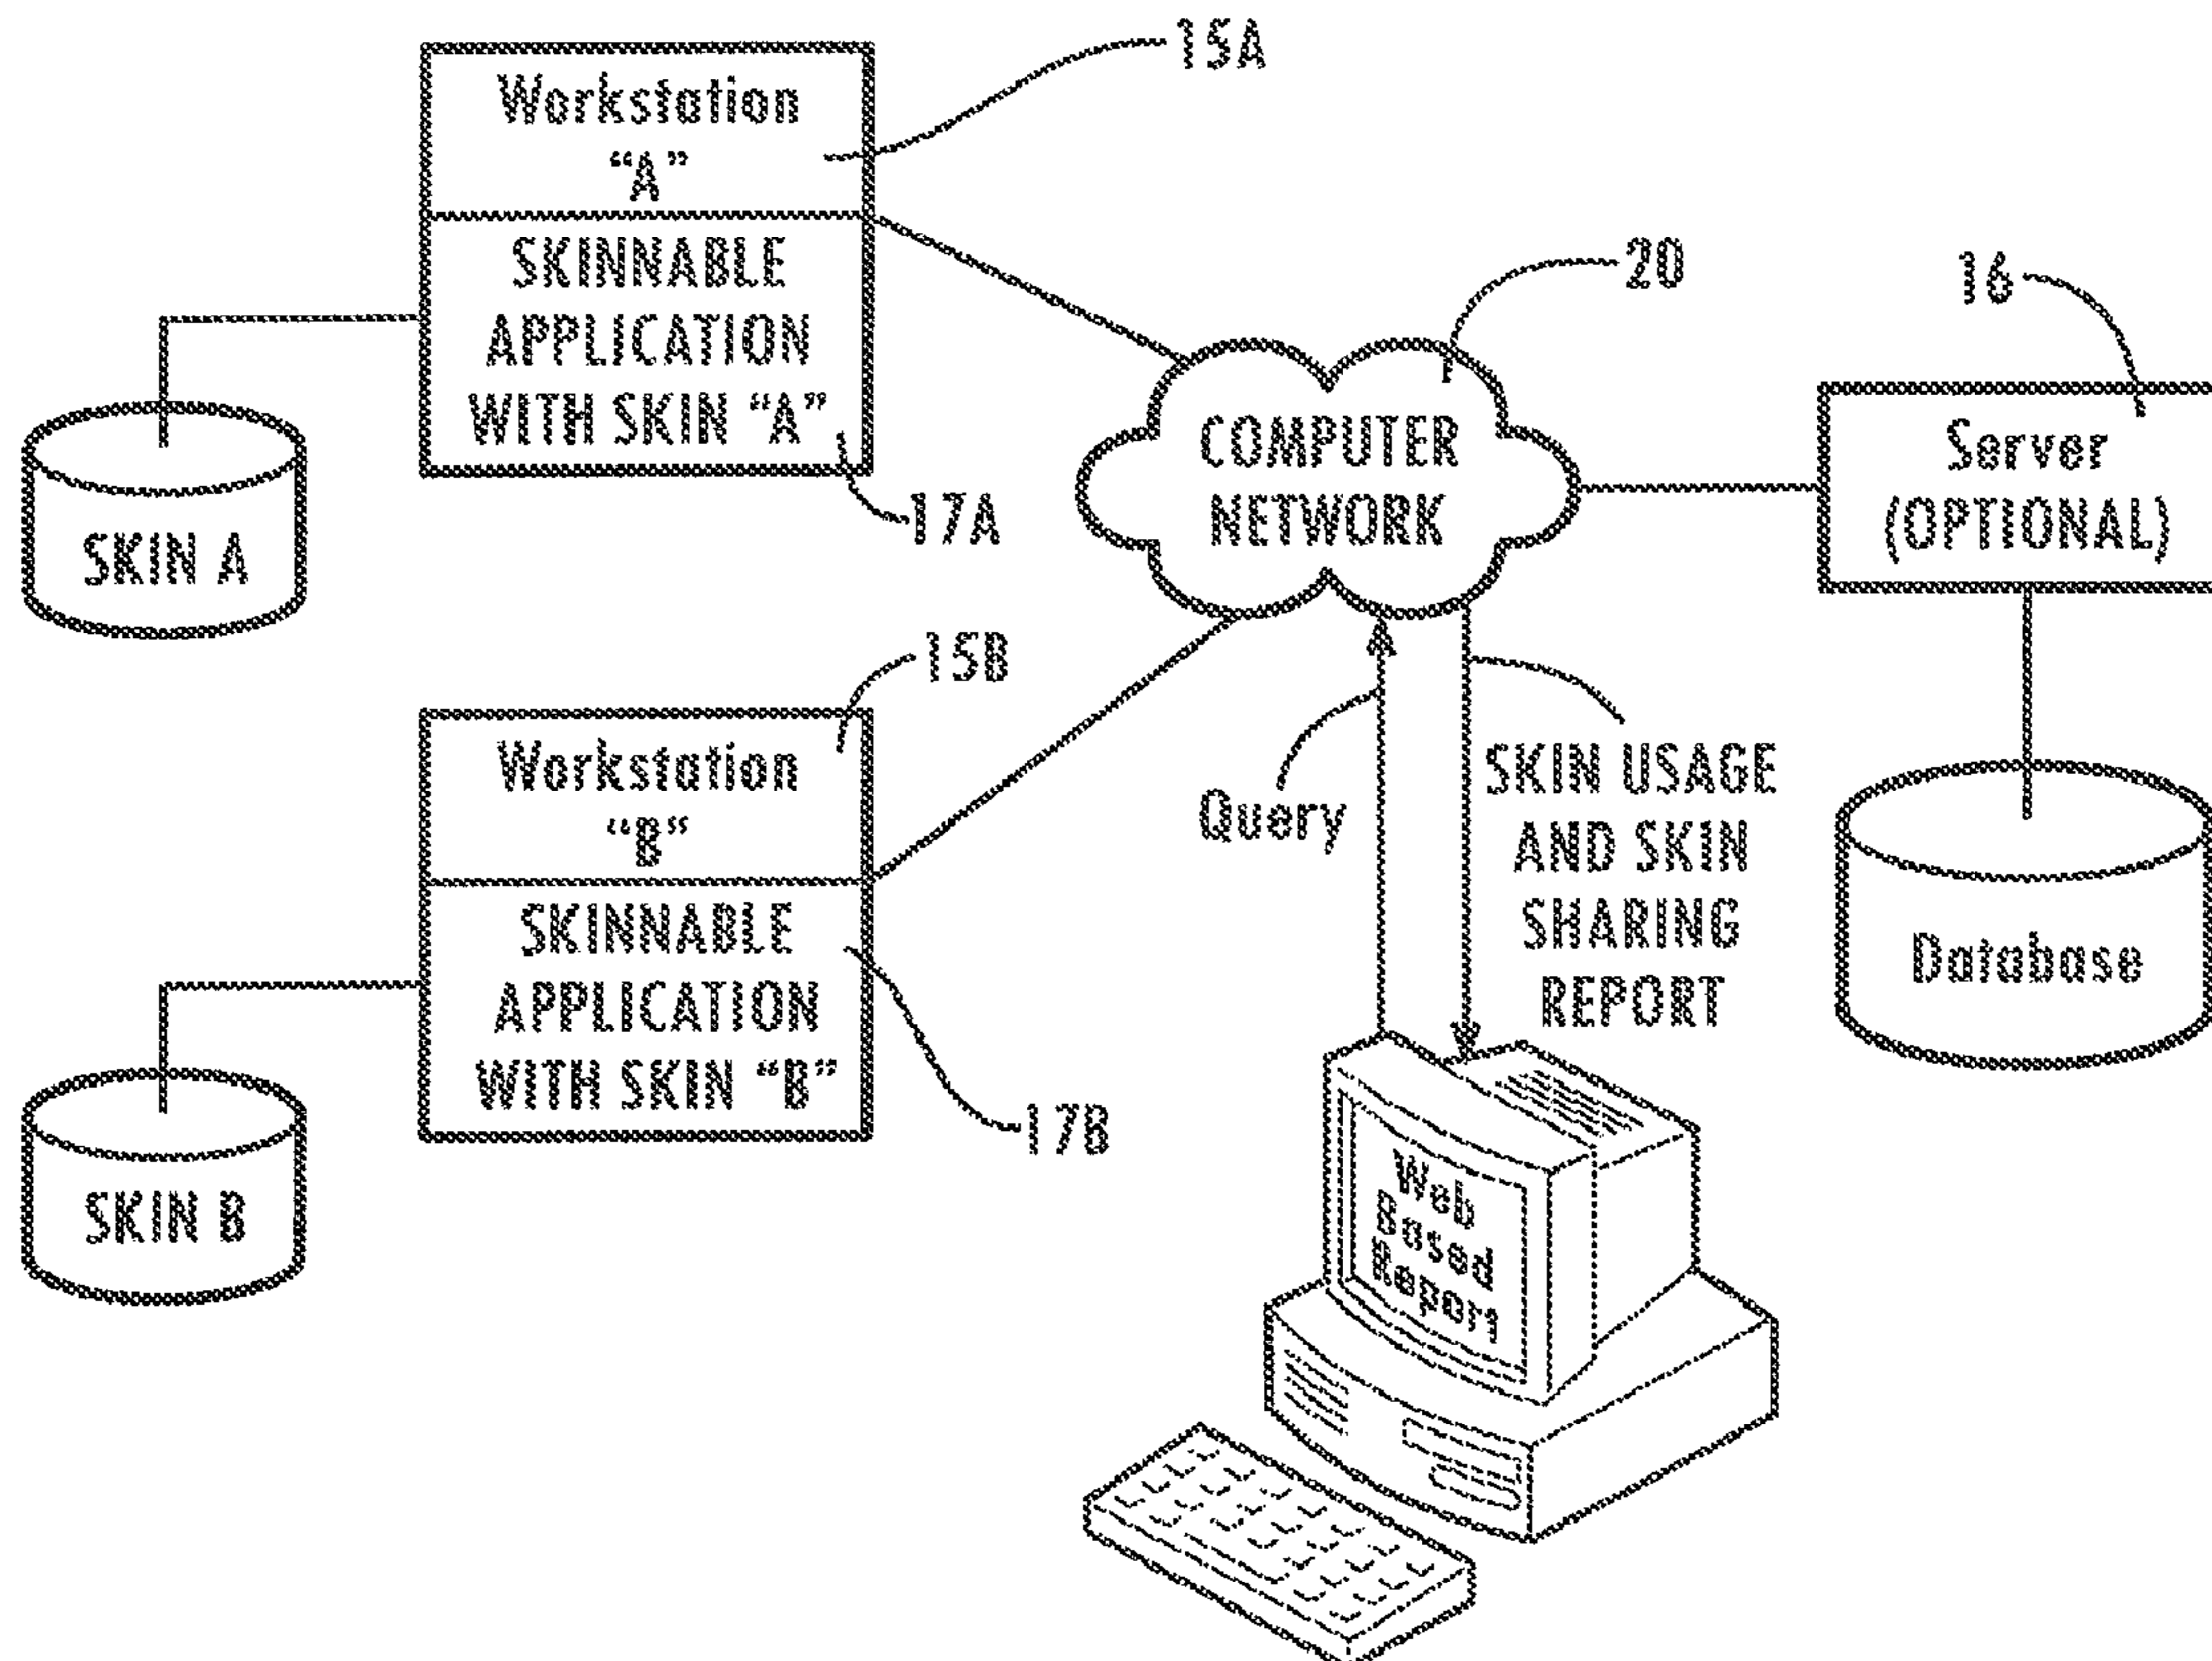 15A
Workstation
“A”
SKINNABLE
APPLICATION
WITH SKIN “A”
17A
SKIN A
20
COMPUTER
NETWORK
16
Server
(OPTIONAL)
15B
Workstation
“B”
SKINNABLE
APPLICATION
WITH SKIN “B”
17B
SKIN B
Query
SKIN USAGE
AND SKIN
SHARING
REPORT
Database
Web
Based
Report